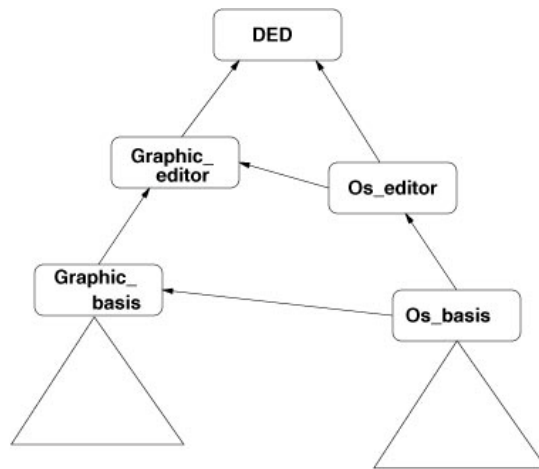 DED
Graphic_
editor
Os_editor
Graphic_
basis
Os_basis